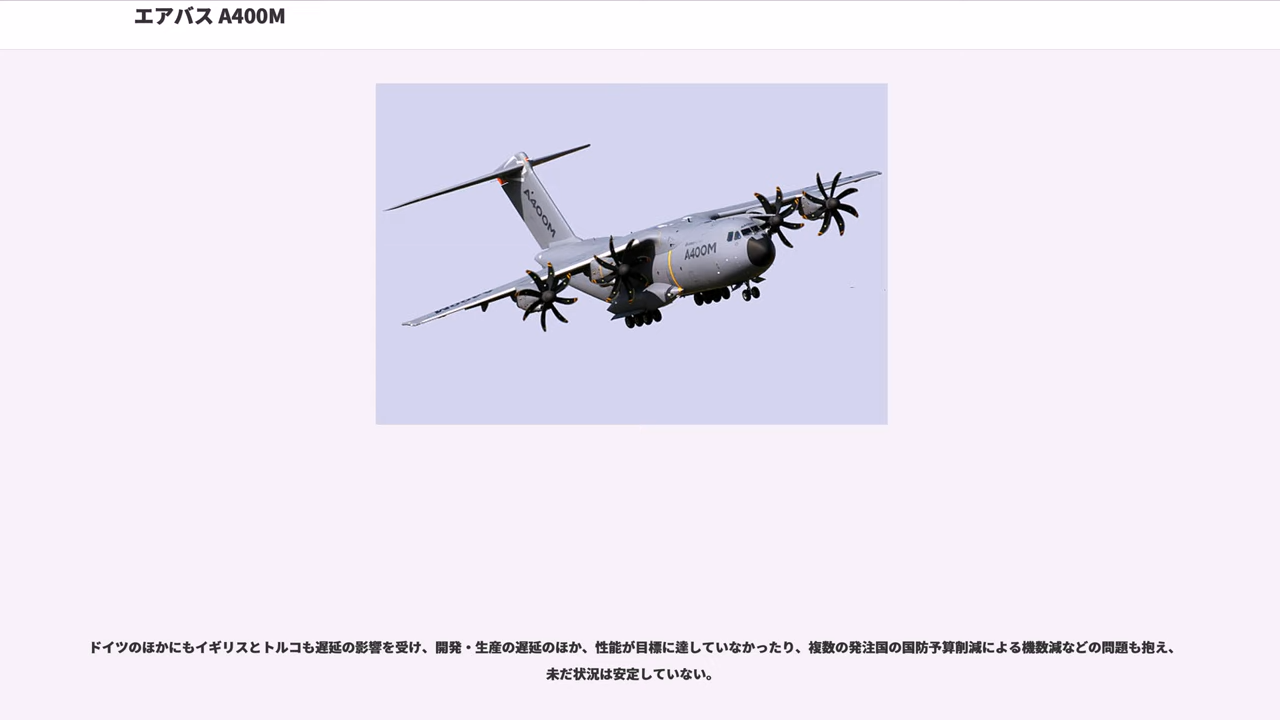 エアバス A400M
A400M
A400M
ドイツのほかにもイギリスとトルコも遅延の影響を受け、開発・生産の遅延のほか、性能が目標に達していなかったり、複数の発注国の国防予算削減による機数減などの問題も抱え、
未だ状況は安定していない。